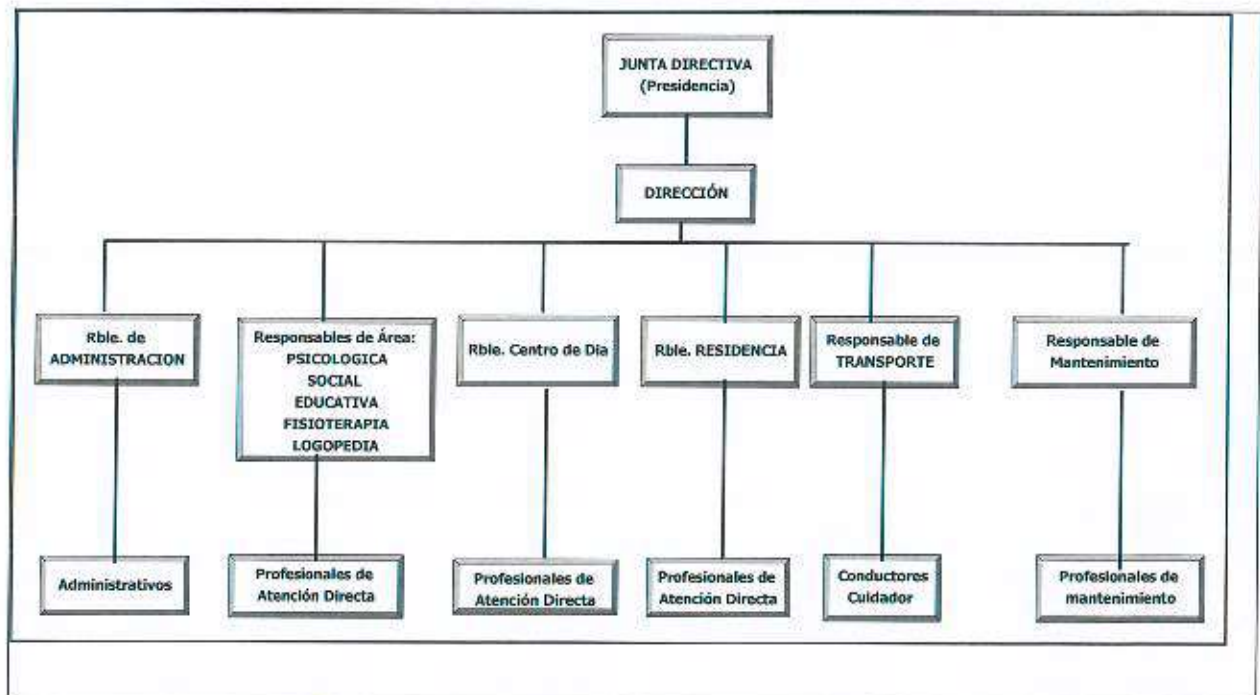 JUNTA DIRECTIVA
(Presidencia)
DIRECCIÓN
Rble. de
ADMINISTRACION
Responsables de Área:
PSICOLOGICA
SOCIAL
EDUCATIVA
FISIOTERAPIA
LOGOPEDIA
Rble. Centro de Dia
Rble. RESIDENCIA
Responsable de
TRANSPORTE
Responsable de
Mantenimiento
Administrativos
Profesionales de
Atención Directa
Profesionales de
Atención Directa
Profesionales de
Atención Directa
Conductores
Cuidador
Profesionales de
mantenimiento